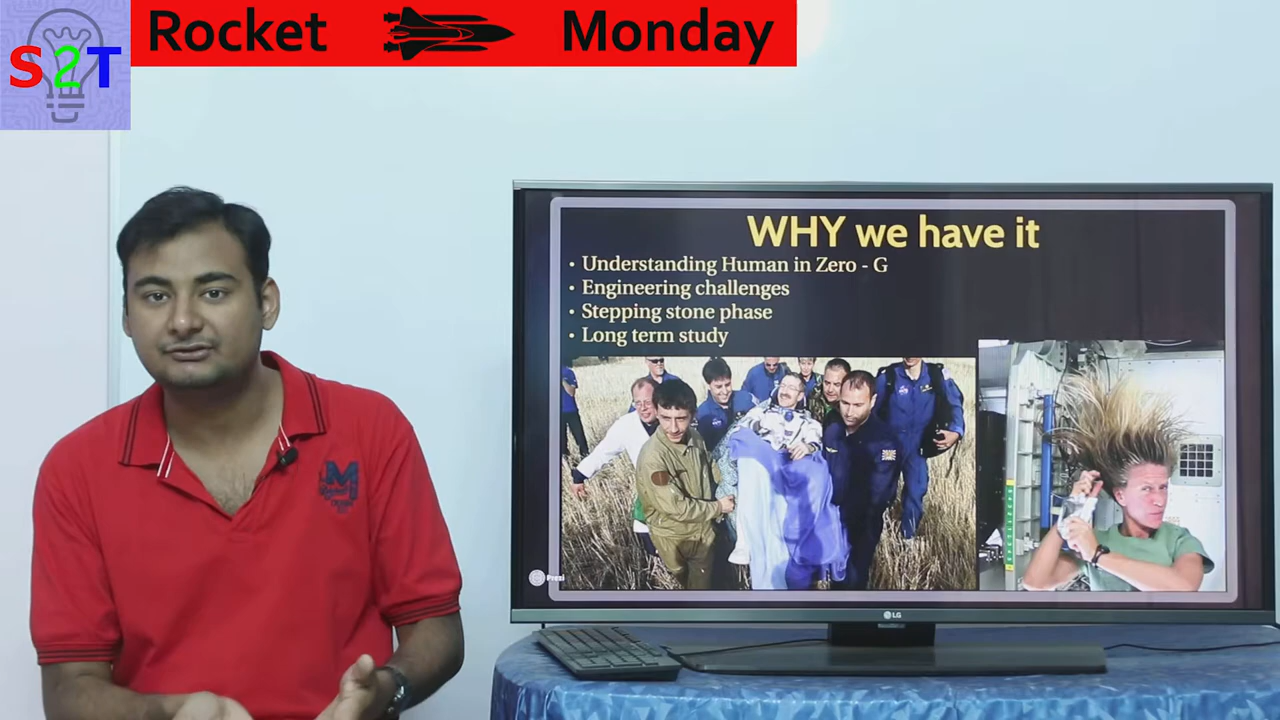 Rocket Monday
S2T
WHY we have it
• Understanding Human in Zero - G
• Engineering challenges
• Stepping stone phase
• Long term study
Prezi
LG
M